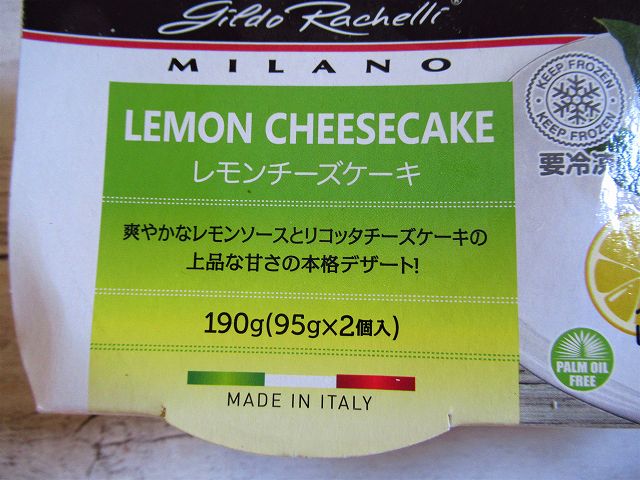 Gildo Rachelli®
MILANO
KEEP FROZEN
KEEP FROZEN
要冷凍
LEMON CHEESECAKE
レモンチーズケーキ
爽やかなレモンソースとリコッタチーズケーキの
上品な甘さの本格デザート!
190g(95g×2個入)
MADE IN ITALY
PALM OIL
FREE